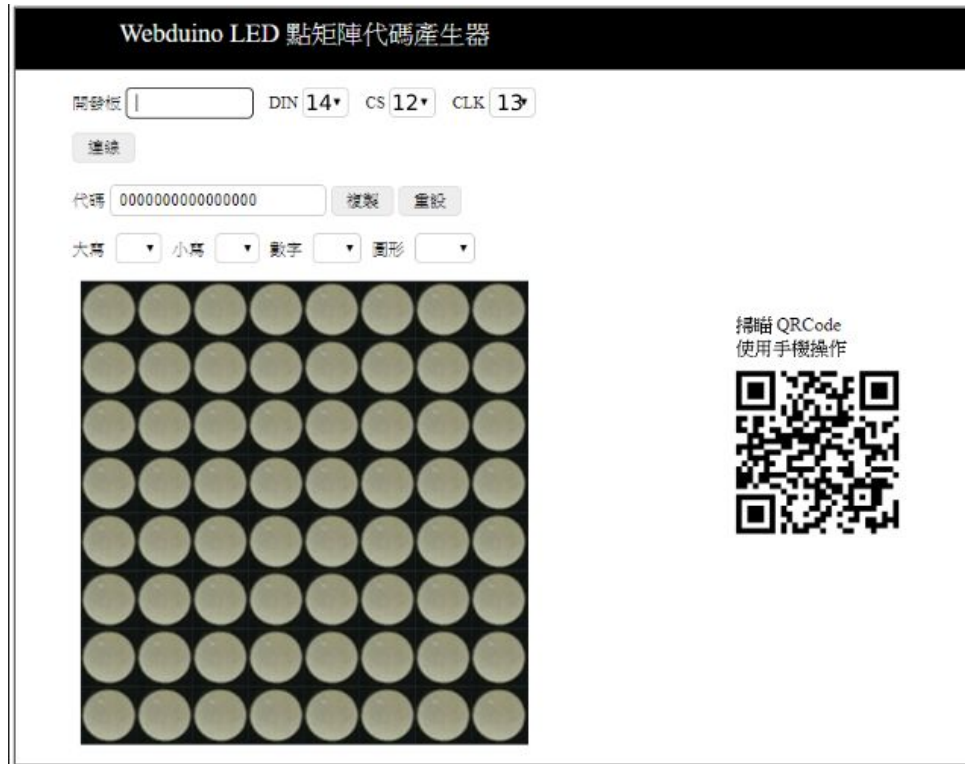 Webduino LED 點矩陣代碼產生器
開發板 DIN 14 CS 12 CLK 13
連線
代碼 0000000000000000 複製 重設
大寫 小寫 數字 圖形
掃瞄 QRCode
使用手機操作